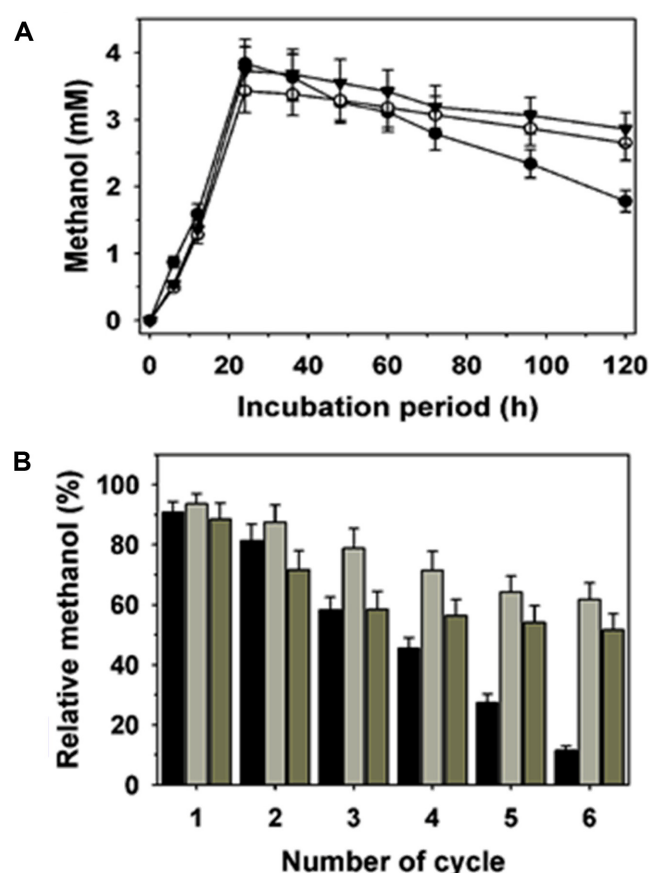 A
Methanol (mM)
4
3
2
1
0
0 20 40 60 80 100 120
Incubation period (h)
B
Relative methanol (%)
100
80
60
40
20
0
1 2 3 4 5 6
Number of cycle